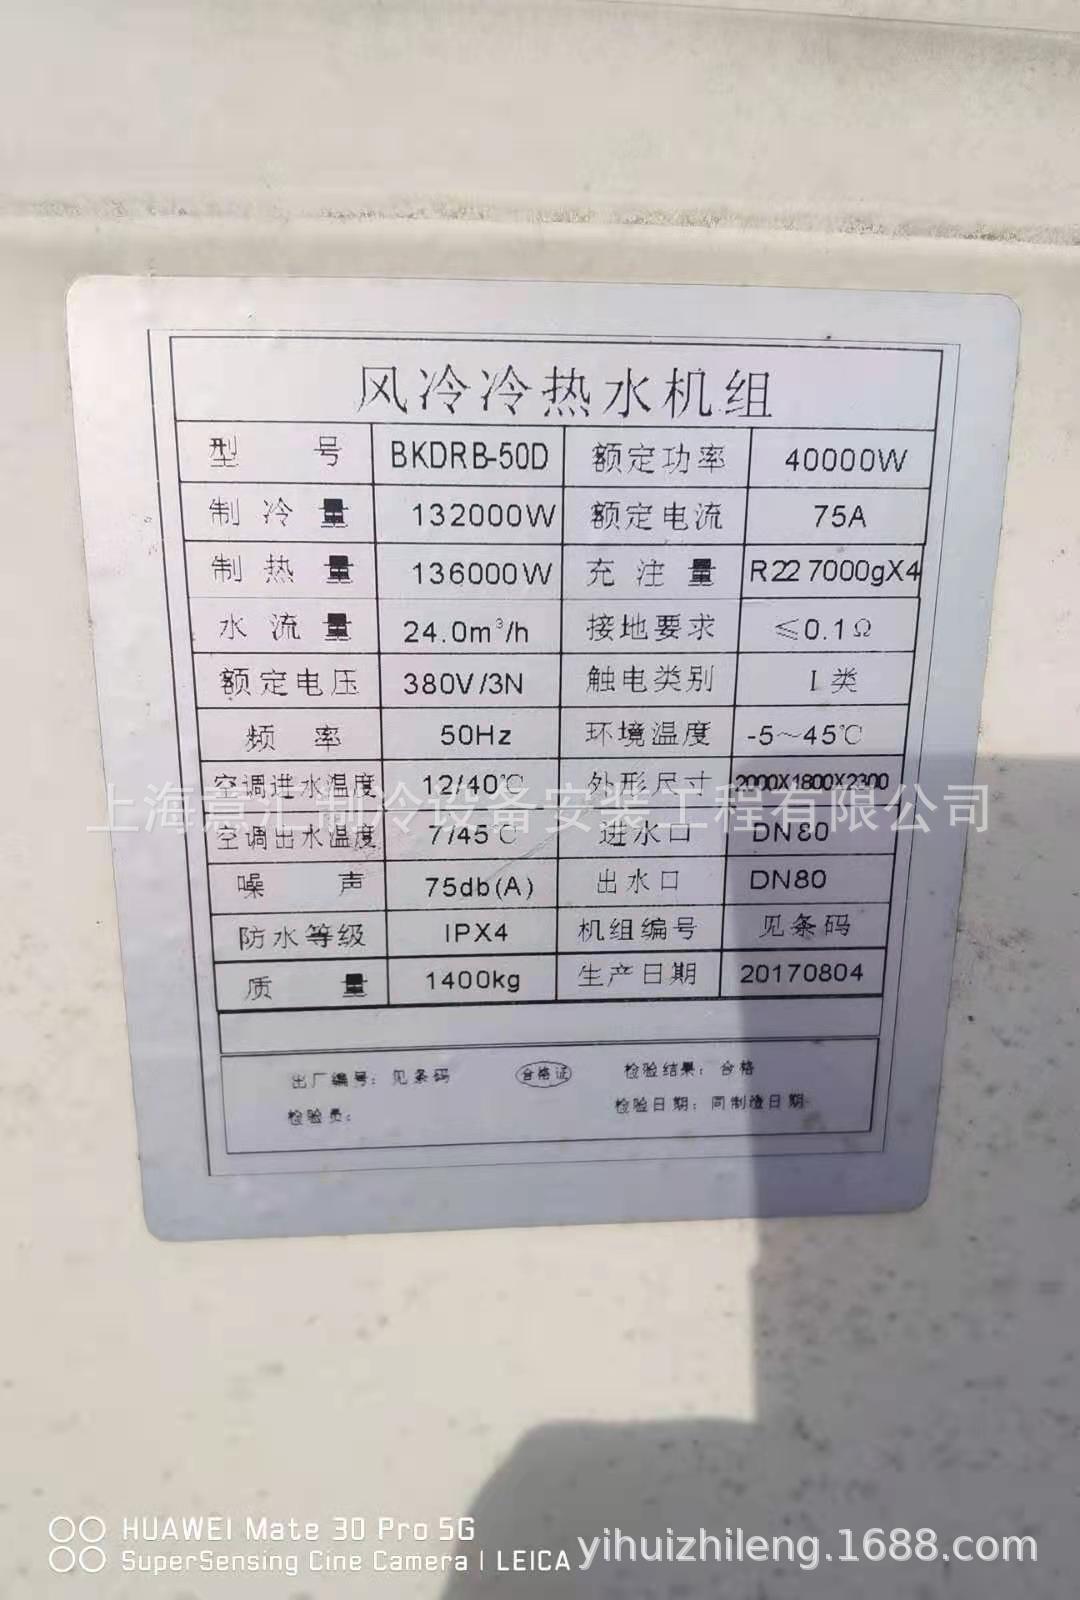 风冷冷热水机组
型号 BKDRB-50D 额定功率 40000W
制冷量 132000W 额定电流 75A
制热量 136000W 充注量 R22 7000gX4
水流量 24.0m³/h 接地要求 ≤0.1Ω
额定电压 380V/3N 触电类别 I类
频率 50Hz 环境温度 -5～45℃
空调进水温度 12/40℃ 外形尺寸 2000X1800X2300
上海意汇制冷设备安装工程有限公司
空调出水温度 7/45℃ 进水口 DN80
噪声 75db(A) 出水口 DN80
防水等级 IPX4 机组编号 见条码
质量 1400kg 生产日期 20170804
出厂编号：见条码 合格证 检验结果：合格
检验员： 检验日期：同制造日期
HUAWEI Mate 30 Pro 5G
SuperSensing Cine Camera | LEICA
yihuizhileng.1688.com